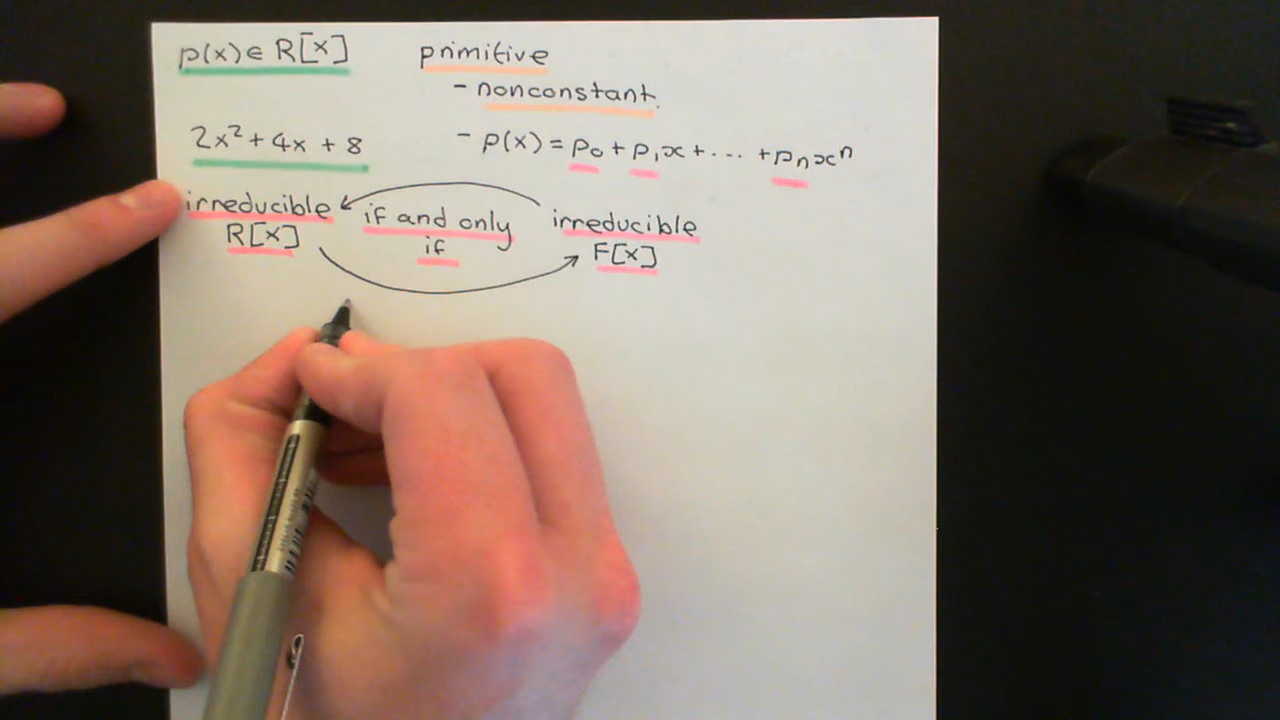 p(x) ∈ R[x] primitive
- nonconstant.
2x² + 4x + 8 - p(x) = p₀ + p₁x + ... + pₙxⁿ
irreducible if and only irreducible
R[x] if F[x]